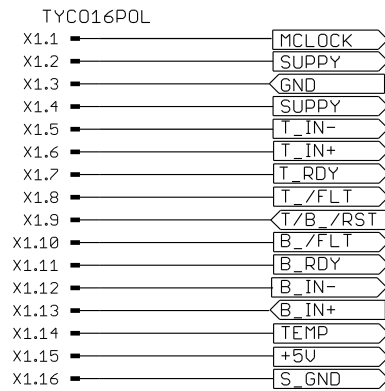 TYCO16POL
X1.1 MCLOCK
X1.2 SUPPY
X1.3 GND
X1.4 SUPPY
X1.5 T_IN-
X1.6 T_IN+
X1.7 T_RDY
X1.8 T_/FLT
X1.9 T/B_/RST
X1.10 B_/FLT
X1.11 B_RDY
X1.12 B_IN-
X1.13 B_IN+
X1.14 TEMP
X1.15 +5V
X1.16 S_GND